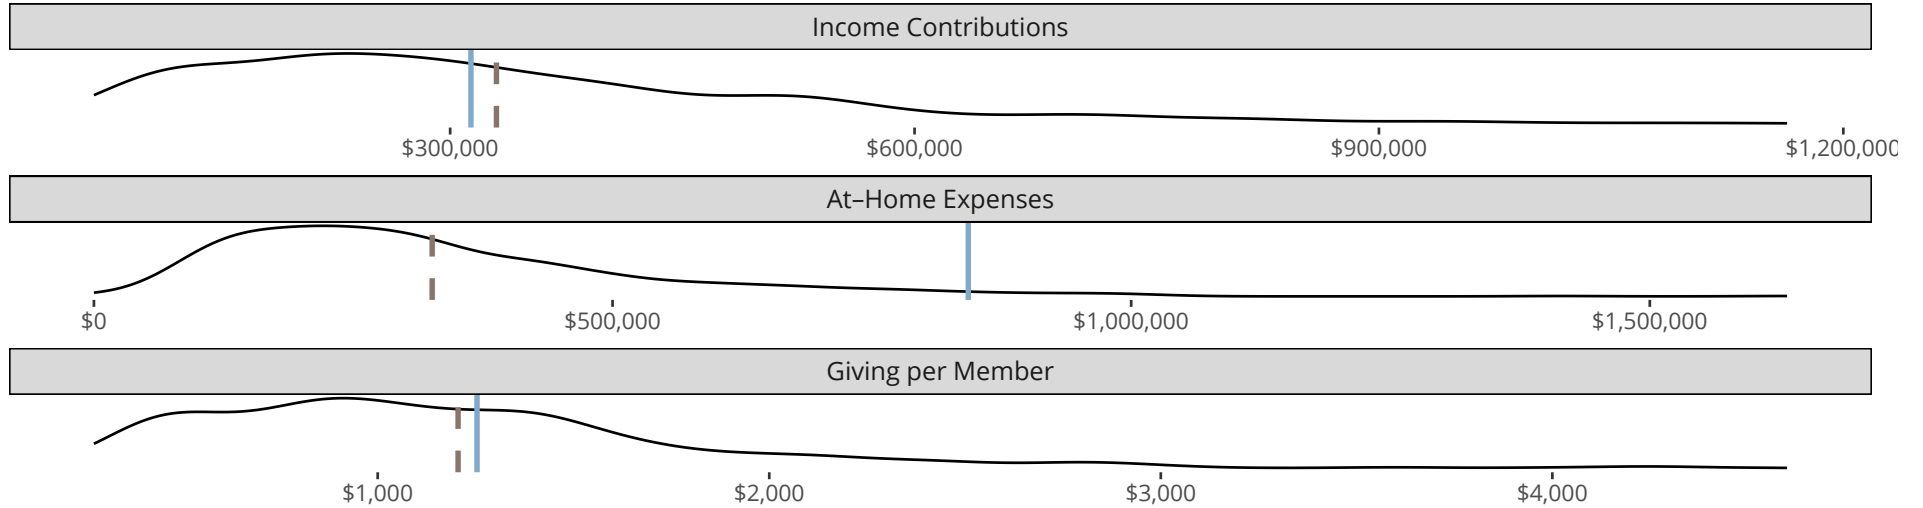 Income Contributions
$300,000 $600,000 $900,000 $1,200,000
At–Home Expenses
$0 $500,000 $1,000,000 $1,500,000
Giving per Member
$1,000 $2,000 $3,000 $4,000